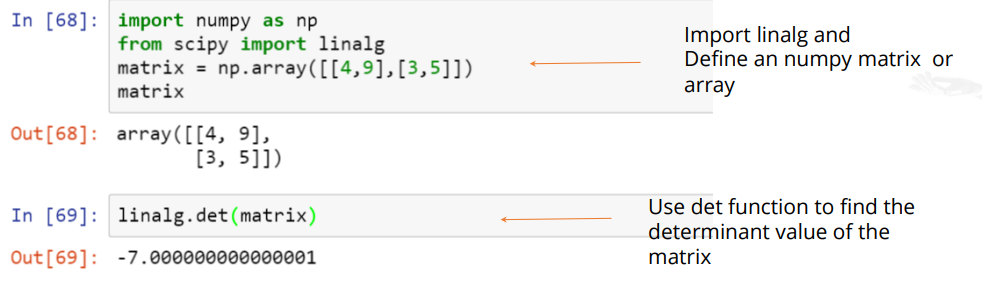 In [68]: import numpy as np
from scipy import linalg
matrix = np.array([[4,9],[3,5]])
matrix
Import linalg and
Define an numpy matrix or
array
Out[68]: array([[4, 9],
[3, 5]])
In [69]: linalg.det(matrix)
Use det function to find the
determinant value of the
matrix
Out[69]: -7.000000000000001